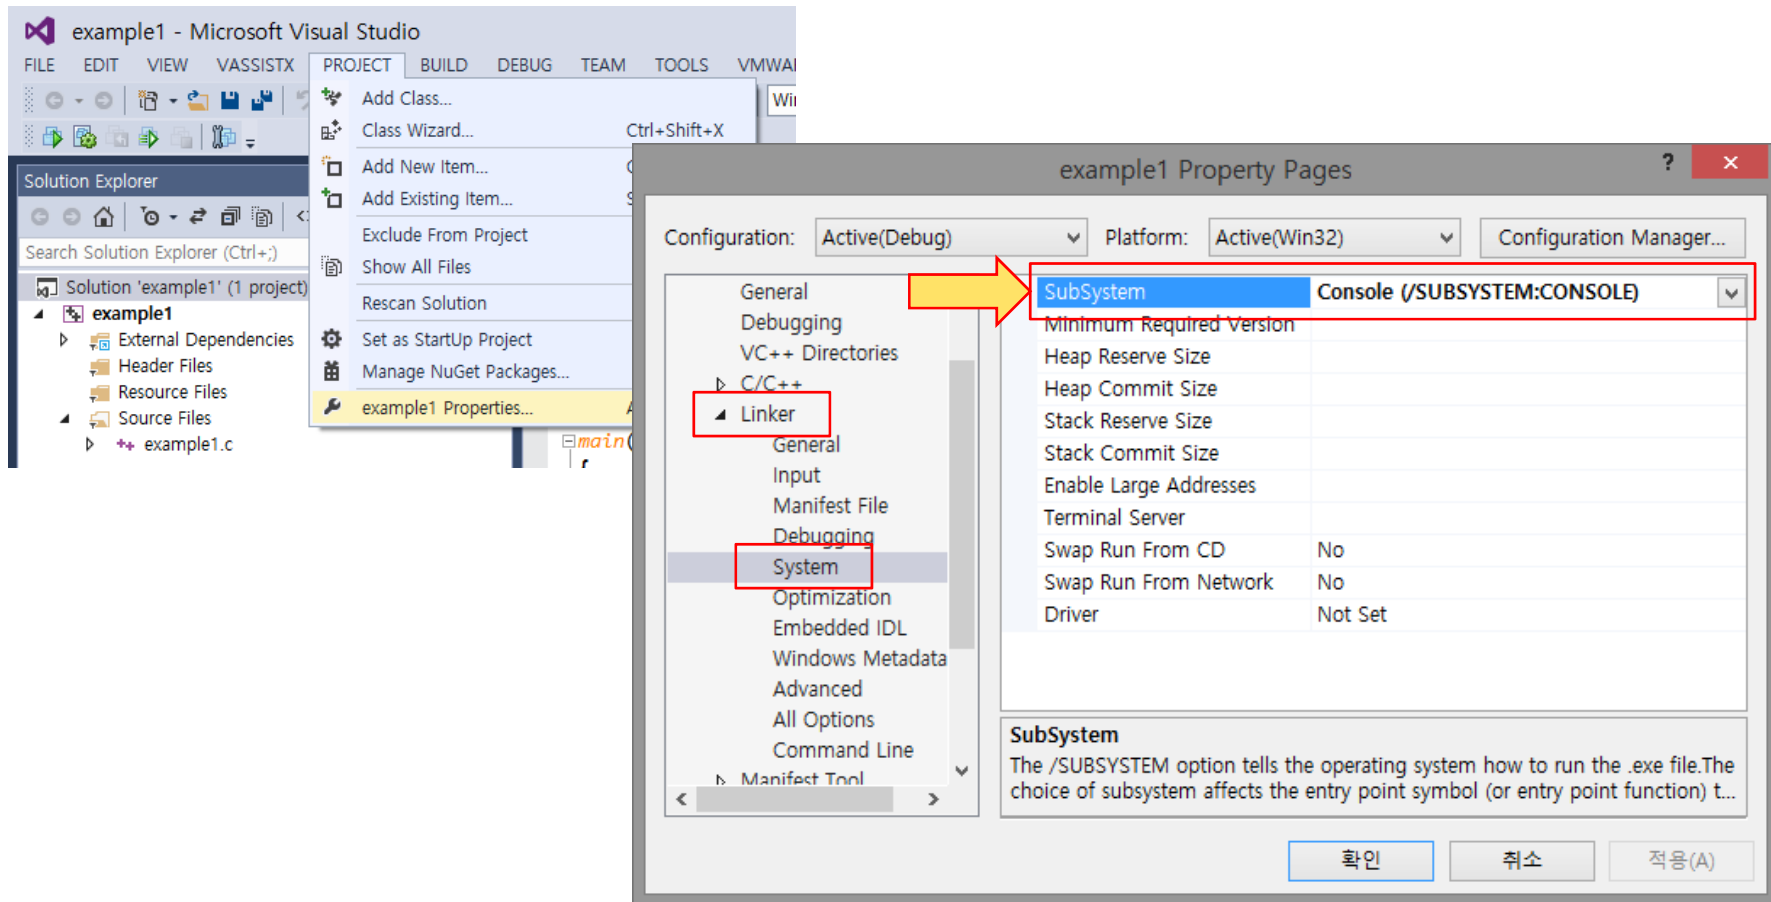 example1 - Microsoft Visual Studio
FILE EDIT VIEW VASSISTX PROJECT BUILD DEBUG TEAM TOOLS
Add Class...
Class Wizard... Ctrl+Shift+X
Add New Item...
Add Existing Item...
Exclude From Project
Show All Files
Rescan Solution
Set as StartUp Project
Manage NuGet Packages...
example1 Properties...
Solution Explorer
Search Solution Explorer (Ctrl+;)
Solution 'example1' (1 project)
example1
External Dependencies
Header Files
Resource Files
Source Files
example1.c
main(
{
example1 Property Pages
Configuration: Active(Debug) Platform: Active(Win32) Configuration Manager...
General
Debugging
VC++ Directories
C/C++
Linker
General
Input
Manifest File
Debugging
System
Optimization
Embedded IDL
Windows Metadata
Advanced
All Options
Command Line
Manifest Tool
SubSystem Console (/SUBSYSTEM:CONSOLE)
Minimum Required Version
Heap Reserve Size
Heap Commit Size
Stack Reserve Size
Stack Commit Size
Enable Large Addresses
Terminal Server
Swap Run From CD No
Swap Run From Network No
Driver Not Set
SubSystem
The /SUBSYSTEM option tells the operating system how to run the .exe file.The
choice of subsystem affects the entry point symbol (or entry point function) t...
확인 취소 적용(A)